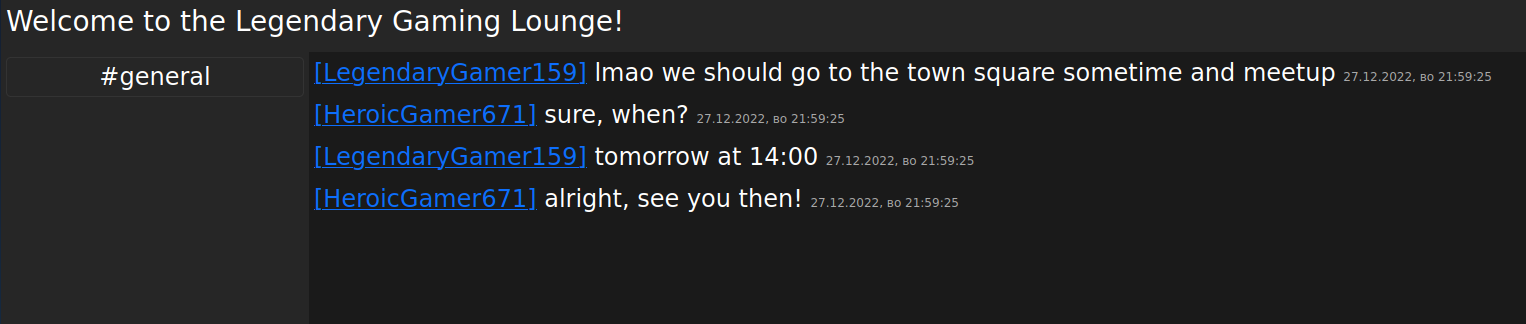 Welcome to the Legendary Gaming Lounge!
#general
[LegendaryGamer159] lmao we should go to the town square sometime and meetup 27.12.2022, во 21:59:25
[HeroicGamer671] sure, when? 27.12.2022, во 21:59:25
[LegendaryGamer159] tomorrow at 14:00 27.12.2022, во 21:59:25
[HeroicGamer671] alright, see you then! 27.12.2022, во 21:59:25